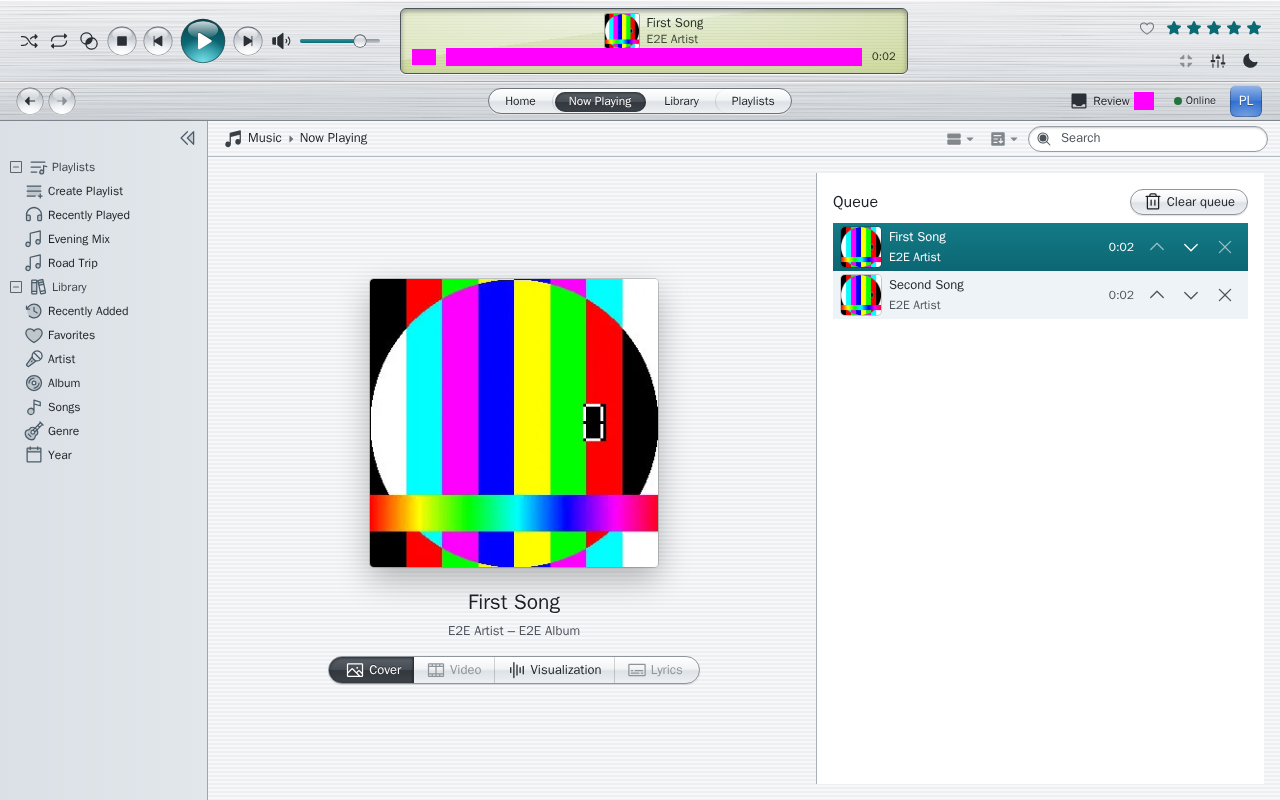 First Song
E2E Artist
0:02
Home
Now Playing
Library
Playlists
Review
Online
PL
Music
Now Playing
Search
Playlists
Create Playlist
Recently Played
Evening Mix
Road Trip
Library
Recently Added
Favorites
Artist
Album
Songs
Genre
Year
First Song
E2E Artist – E2E Album
Cover
Video
Visualization
Lyrics
Queue
Clear queue
First Song
E2E Artist
0:02
Second Song
E2E Artist
0:02